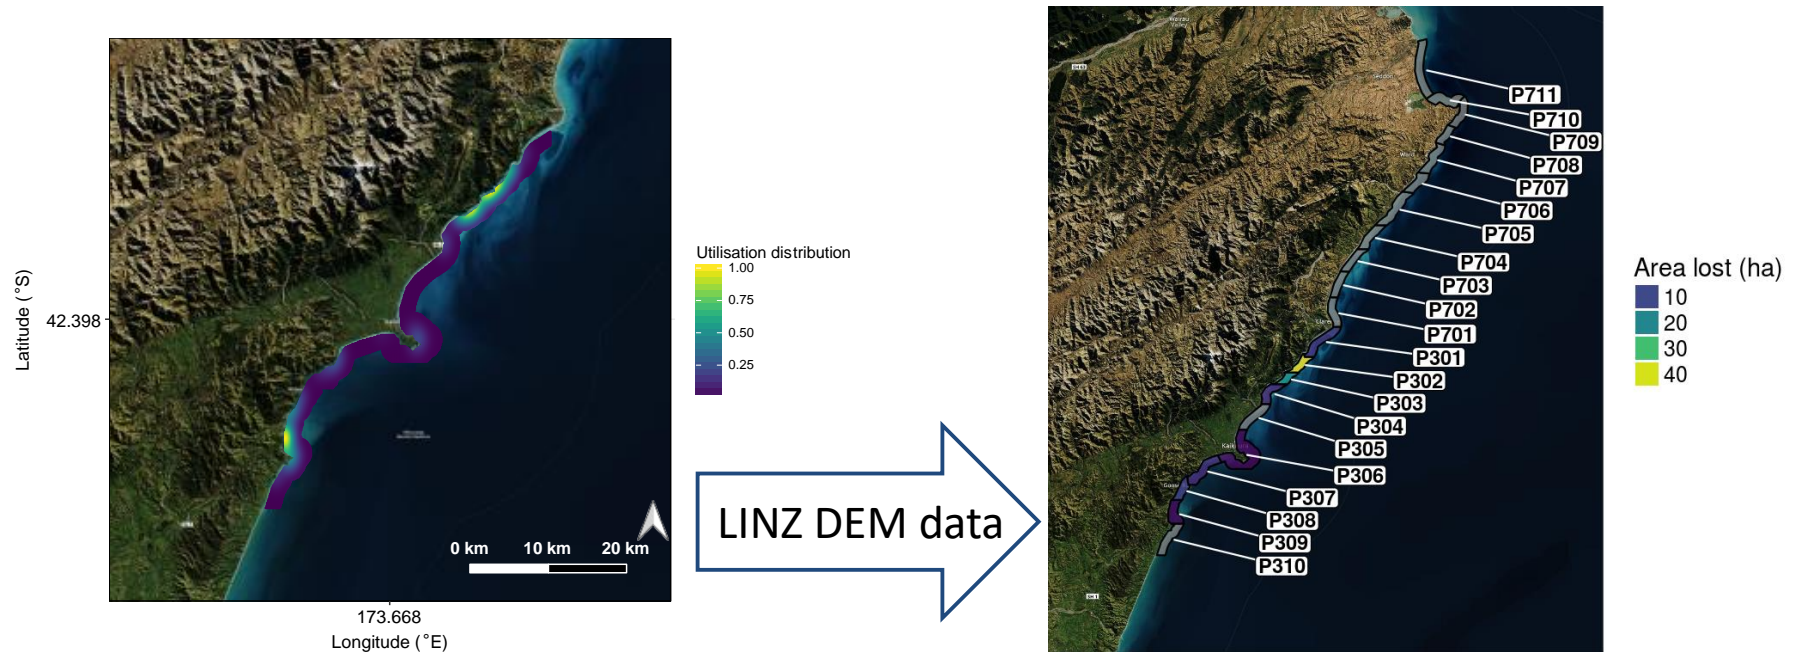 Latitude (°S)
42.398
173.668
Longitude (°E)
0 km 10 km 20 km
Utilisation distribution
1.00
0.75
0.50
0.25
LINZ DEM data
P711
P710
P709
P708
P707
P706
P705
P704
P703
P702
P701
P301
P302
P303
P304
P305
P306
P307
P308
P309
P310
Area lost (ha)
10
20
30
40